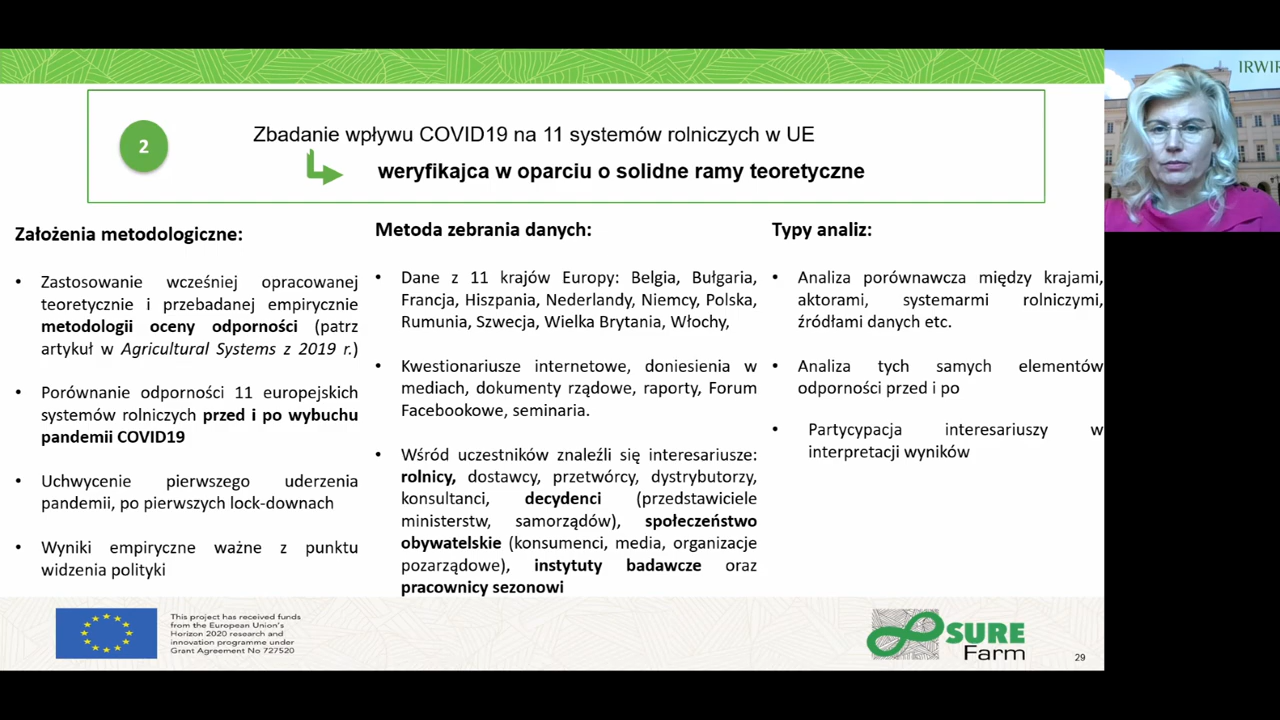 IRWIR
2
Zbadanie wpływu COVID19 na 11 systemów rolniczych w UE
weryfikajca w oparciu o solidne ramy teoretyczne
Założenia metodologiczne:
• Zastosowanie wcześniej opracowanej
teoretycznie i przebadanej empirycznie
metodologii oceny odporności (patrz
artykuł w Agricultural Systems z 2019 r.)
• Porównanie odporności 11 europejskich
systemów rolniczych przed i po wybuchu
pandemii COVID19
• Uchwycenie pierwszego uderzenia
pandemii, po pierwszych lock-downach
• Wyniki empiryczne ważne z punktu
widzenia polityki
Metoda zebrania danych:
• Dane z 11 krajów Europy: Belgia, Bułgaria,
Francja, Hiszpania, Nederlandy, Niemcy, Polska,
Rumunia, Szwecja, Wielka Brytania, Włochy,
• Kwestionariusze internetowe, doniesienia w
mediach, dokumenty rządowe, raporty, Forum
Facebookowe, seminaria.
• Wśród uczestników znaleźli się interesariusze:
rolnicy, dostawcy, przetwórcy, dystrybutorzy,
konsultanci, decydenci (przedstawiciele
ministerstw, samorządów), społeczeństwo
obywatelskie (konsumenci, media, organizacje
pozarządowe), instytuty badawcze oraz
pracownicy sezonowi
Typy analiz:
• Analiza porównawcza między krajami,
aktorami, systemarmi rolniczymi,
źródłami danych etc.
• Analiza tych samych elementów
odporności przed i po
• Partycypacja interesariuszy w
interpretacji wyników
This project has received funds
from the European Union's
Horizon 2020 research and
innovation programme under
Grant Agreement No 727520
SURE
Farm
29